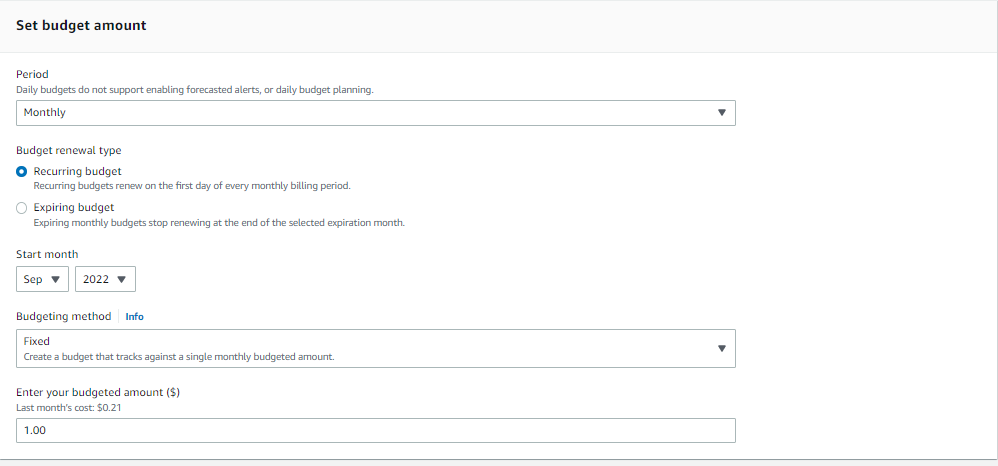 Set budget amount
Period
Daily budgets do not support enabling forecasted alerts, or daily budget planning.
Monthly
Budget renewal type
Recurring budget
Recurring budgets renew on the first day of every monthly billing period.
Expiring budget
Expiring monthly budgets stop renewing at the end of the selected expiration month.
Start month
Sep 2022
Budgeting method Info
Fixed
Create a budget that tracks against a single monthly budgeted amount.
Enter your budgeted amount ($)
Last month's cost: $0.21
1.00